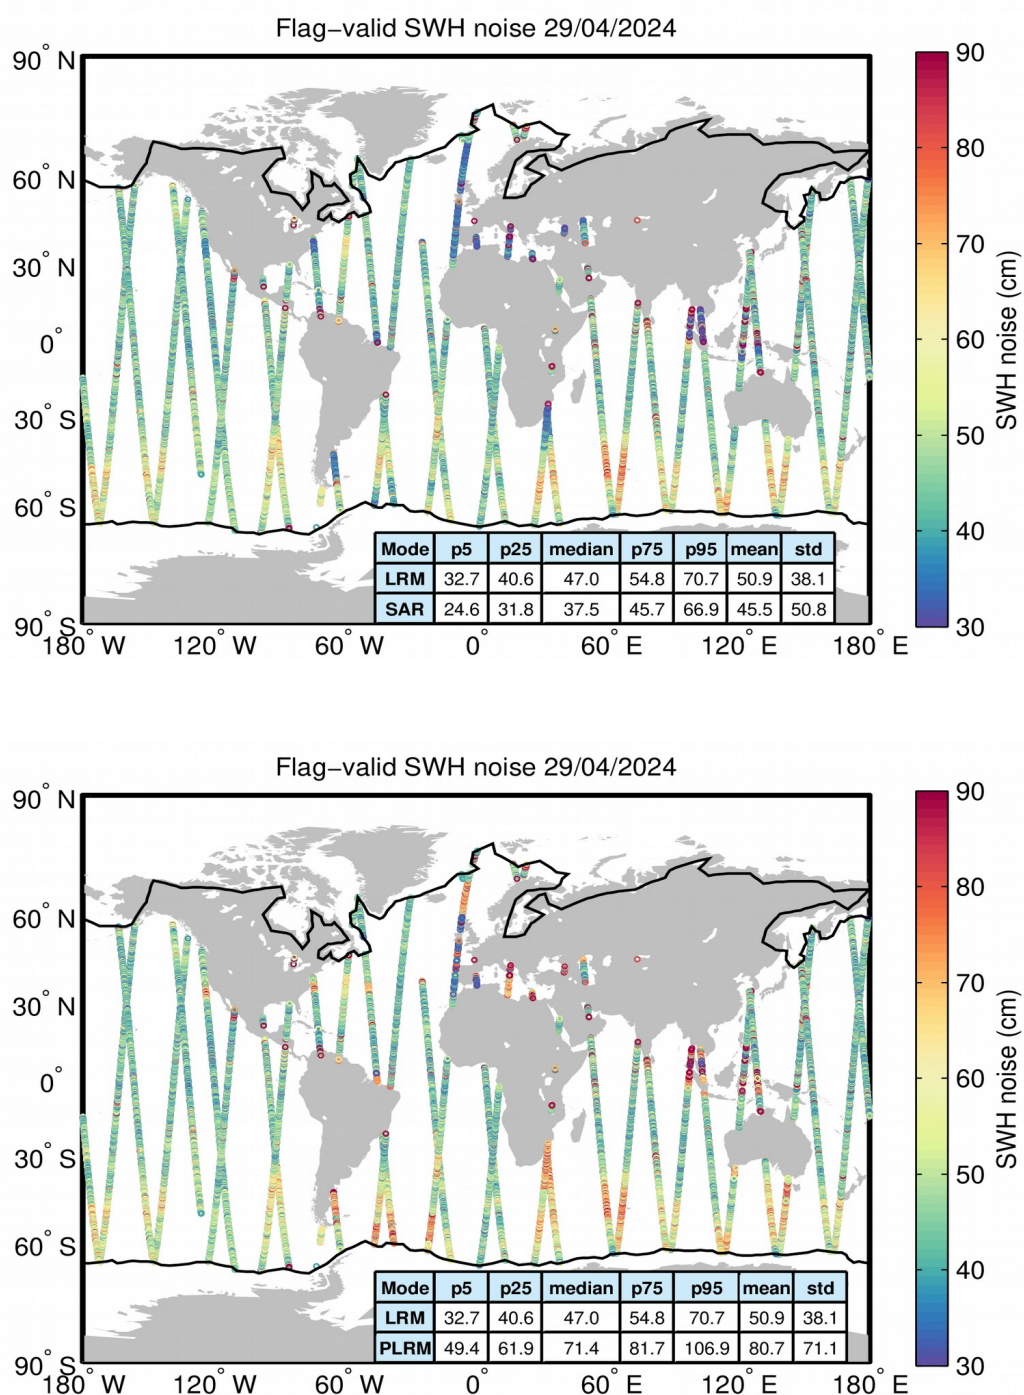 Flag−valid SWH noise 29/04/2024
90° N
60° N
30° N
0°
30° S
60° S
90° S
180° W
120° W
60° W
0°
60° E
120° E
180° E
90
80
70
60
50
40
30
SWH noise (cm)
Mode p5 p25 median p75 p95 mean std
LRM 32.7 40.6 47.0 54.8 70.7 50.9 38.1
SAR 24.6 31.8 37.5 45.7 66.9 45.5 50.8
Flag−valid SWH noise 29/04/2024
90° N
60° N
30° N
0°
30° S
60° S
90° S
180° W
120° W
60° W
0°
60° E
120° E
180° E
90
80
70
60
50
40
30
SWH noise (cm)
Mode p5 p25 median p75 p95 mean std
LRM 32.7 40.6 47.0 54.8 70.7 50.9 38.1
PLRM 49.4 61.9 71.4 81.7 106.9 80.7 71.1